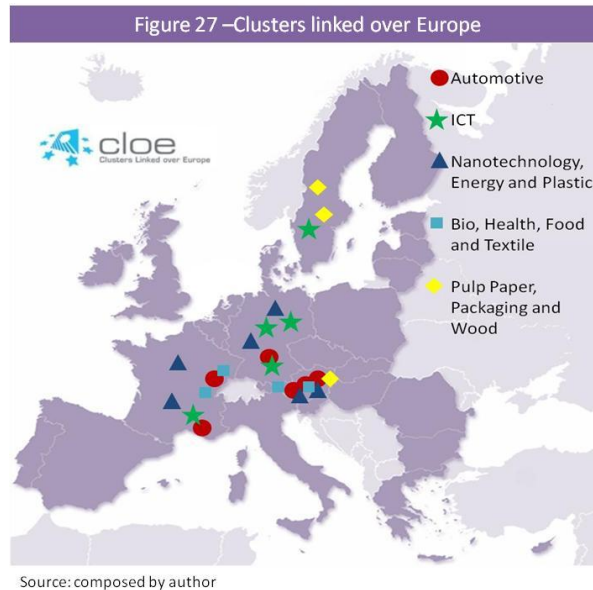 Figure 27 –Clusters linked over Europe
cloe
Clusters Linked over Europe
Automotive
ICT
Nanotechnology,
Energy and Plastic
Bio, Health, Food
and Textile
Pulp Paper,
Packaging and
Wood
Source: composed by author